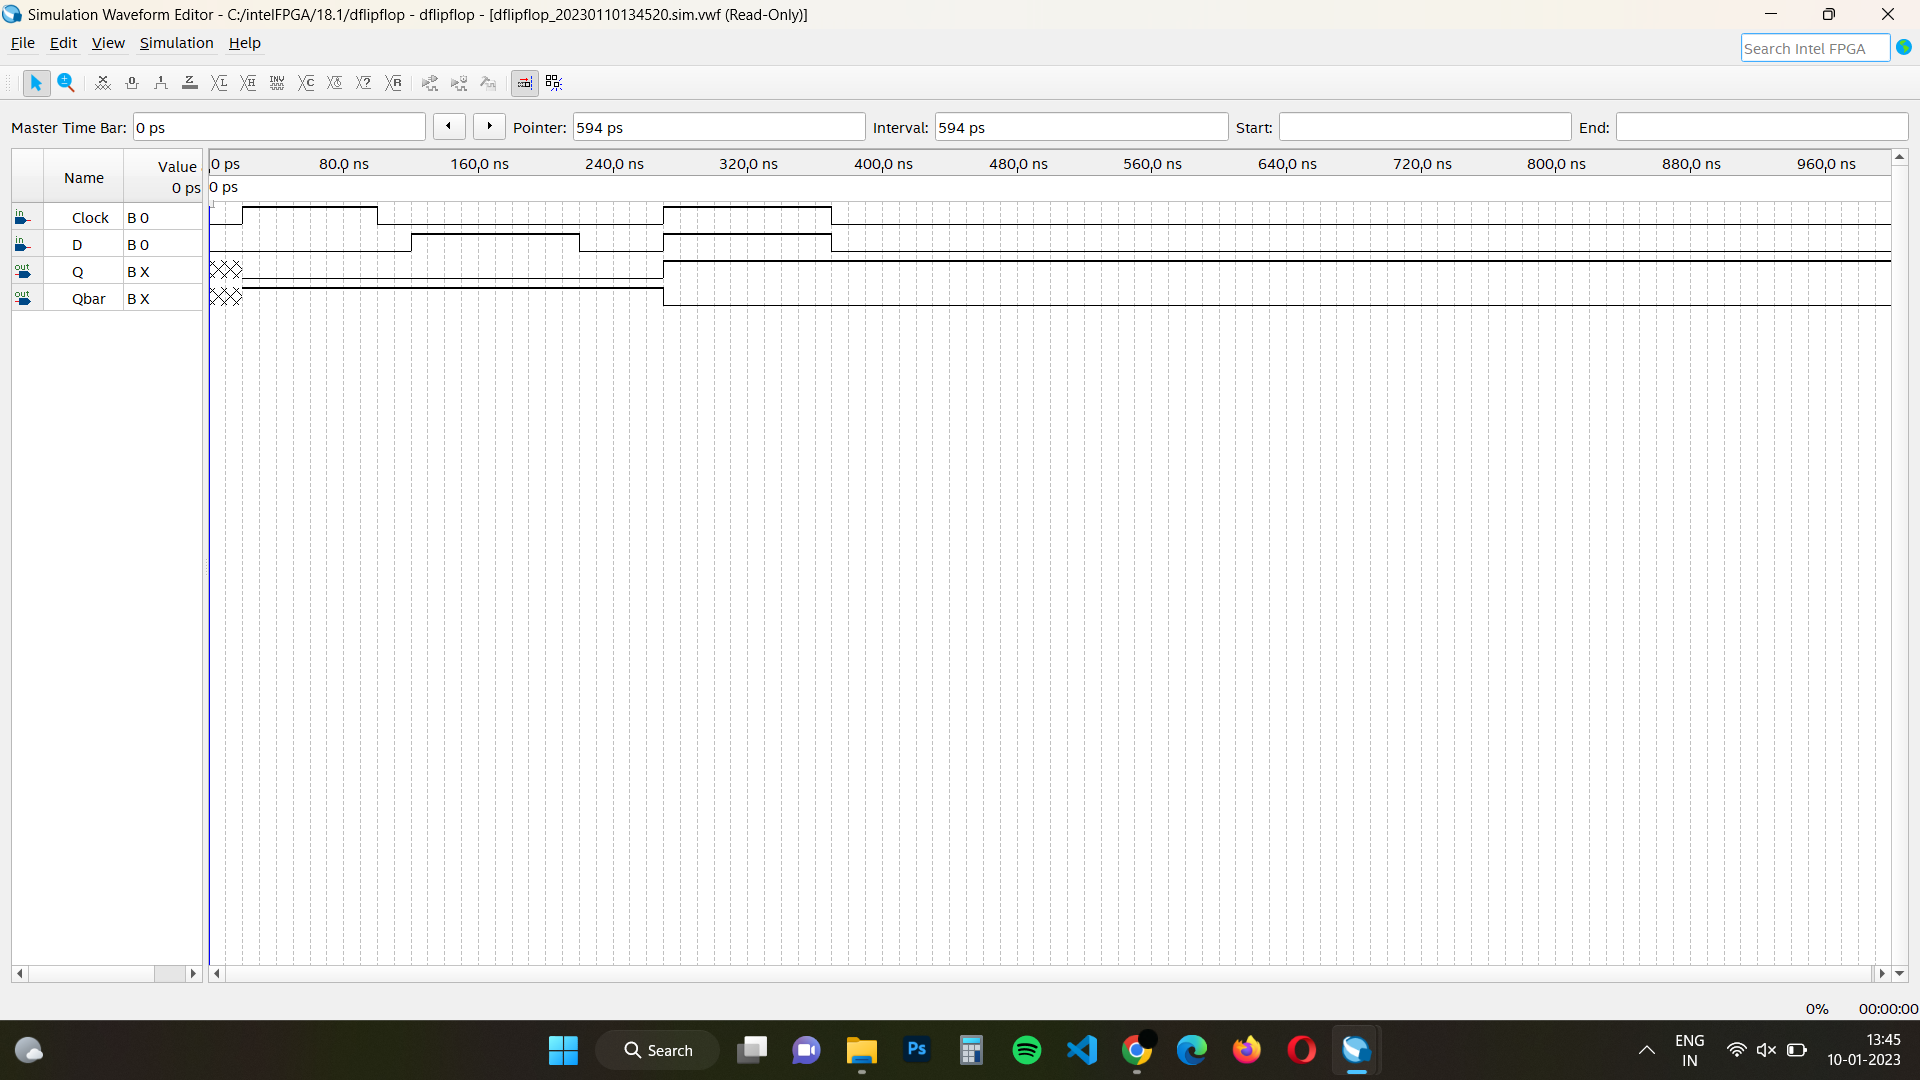 Simulation Waveform Editor - C:/intelFPGA/18.1/dflipflop - dflipflop - [dflipflop_20230110134520.sim.vwf (Read-Only)]
File Edit View Simulation Help
Search Intel FPGA
Master Time Bar: 0 ps Pointer: 594 ps Interval: 594 ps Start: End:
Name Value 0 ps 80.0 ns 160.0 ns 240.0 ns 320.0 ns 400.0 ns 480.0 ns 560.0 ns 640.0 ns 720.0 ns 800.0 ns 880.0 ns 960.0 ns
0 ps 0 ps
in Clock B 0
in D B 0
out Q B X
out Qbar B X
0% 00:00:00
Search Ps ENG 13:45
IN 10-01-2023